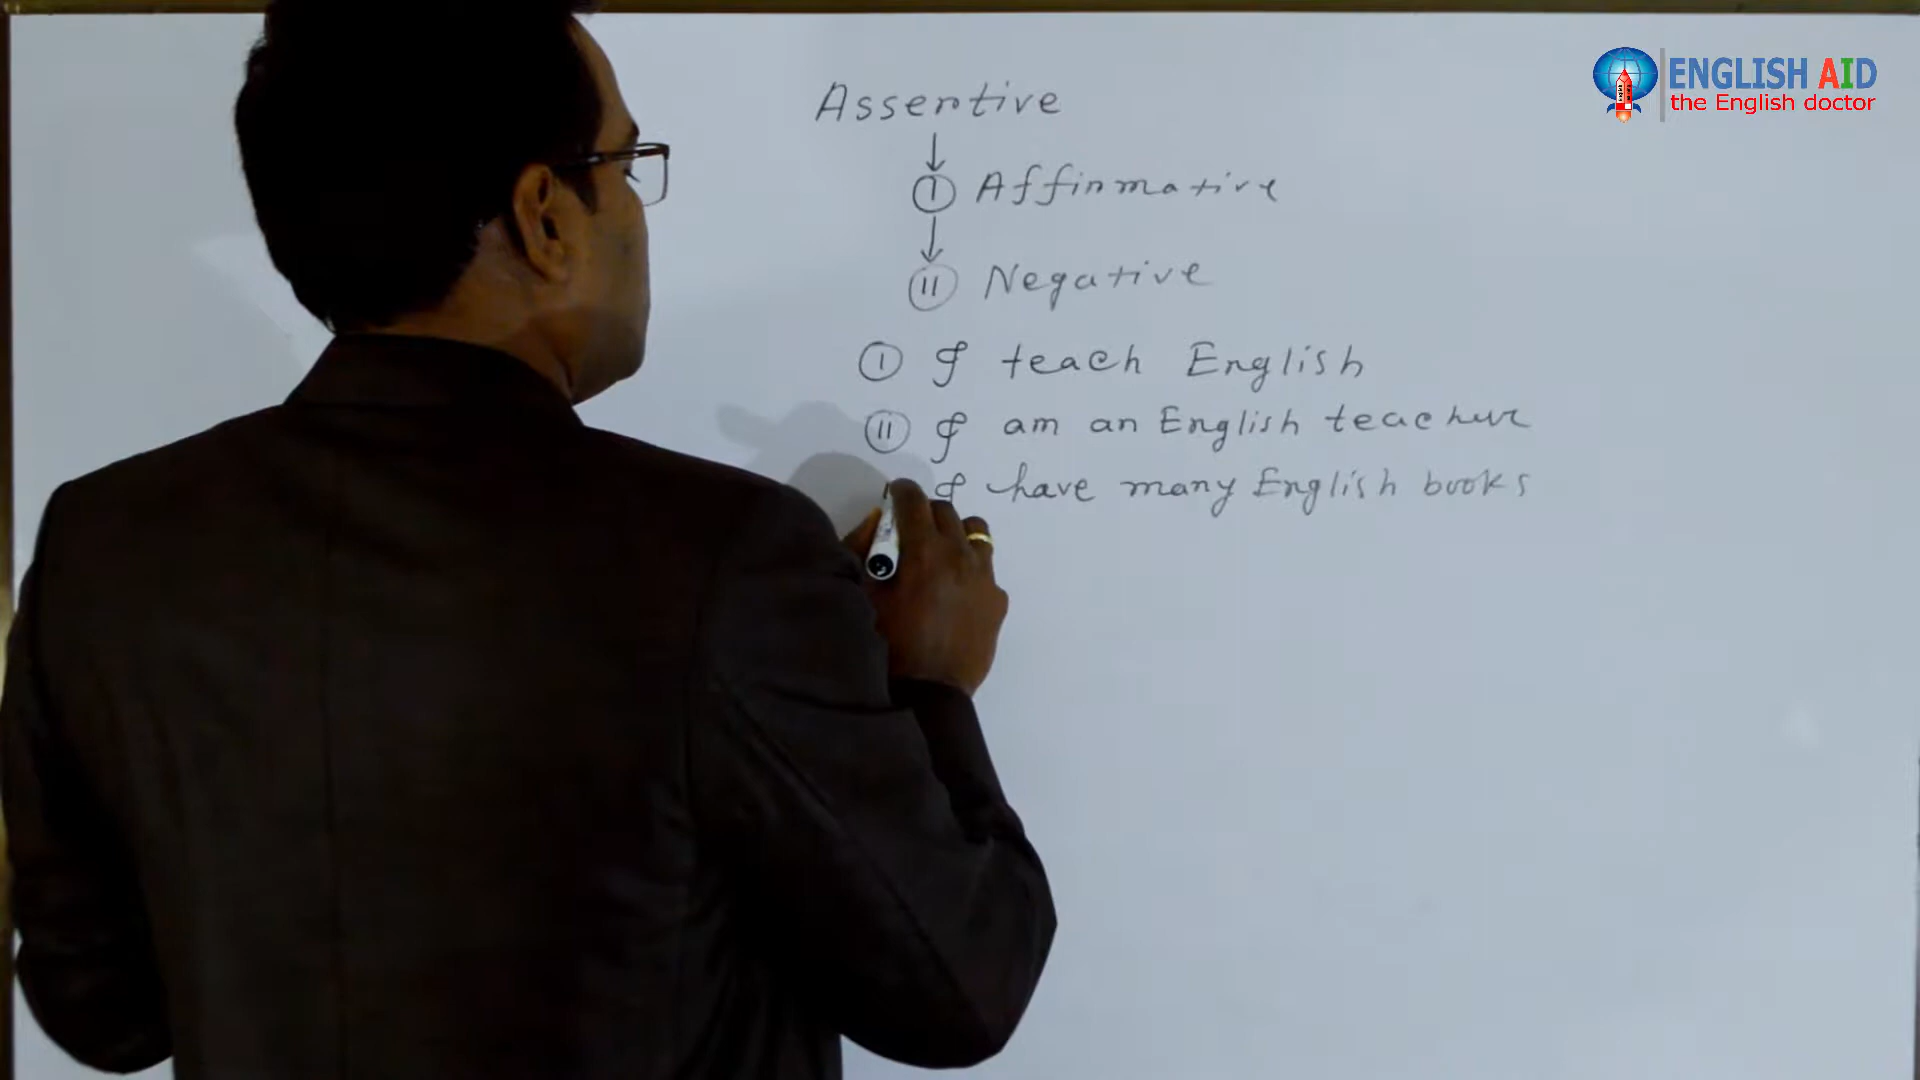 ENGLISH AID
the English doctor
Assertive
I Affirmative
II Negative
I I teach English
II I am an English teacher
I have many English books